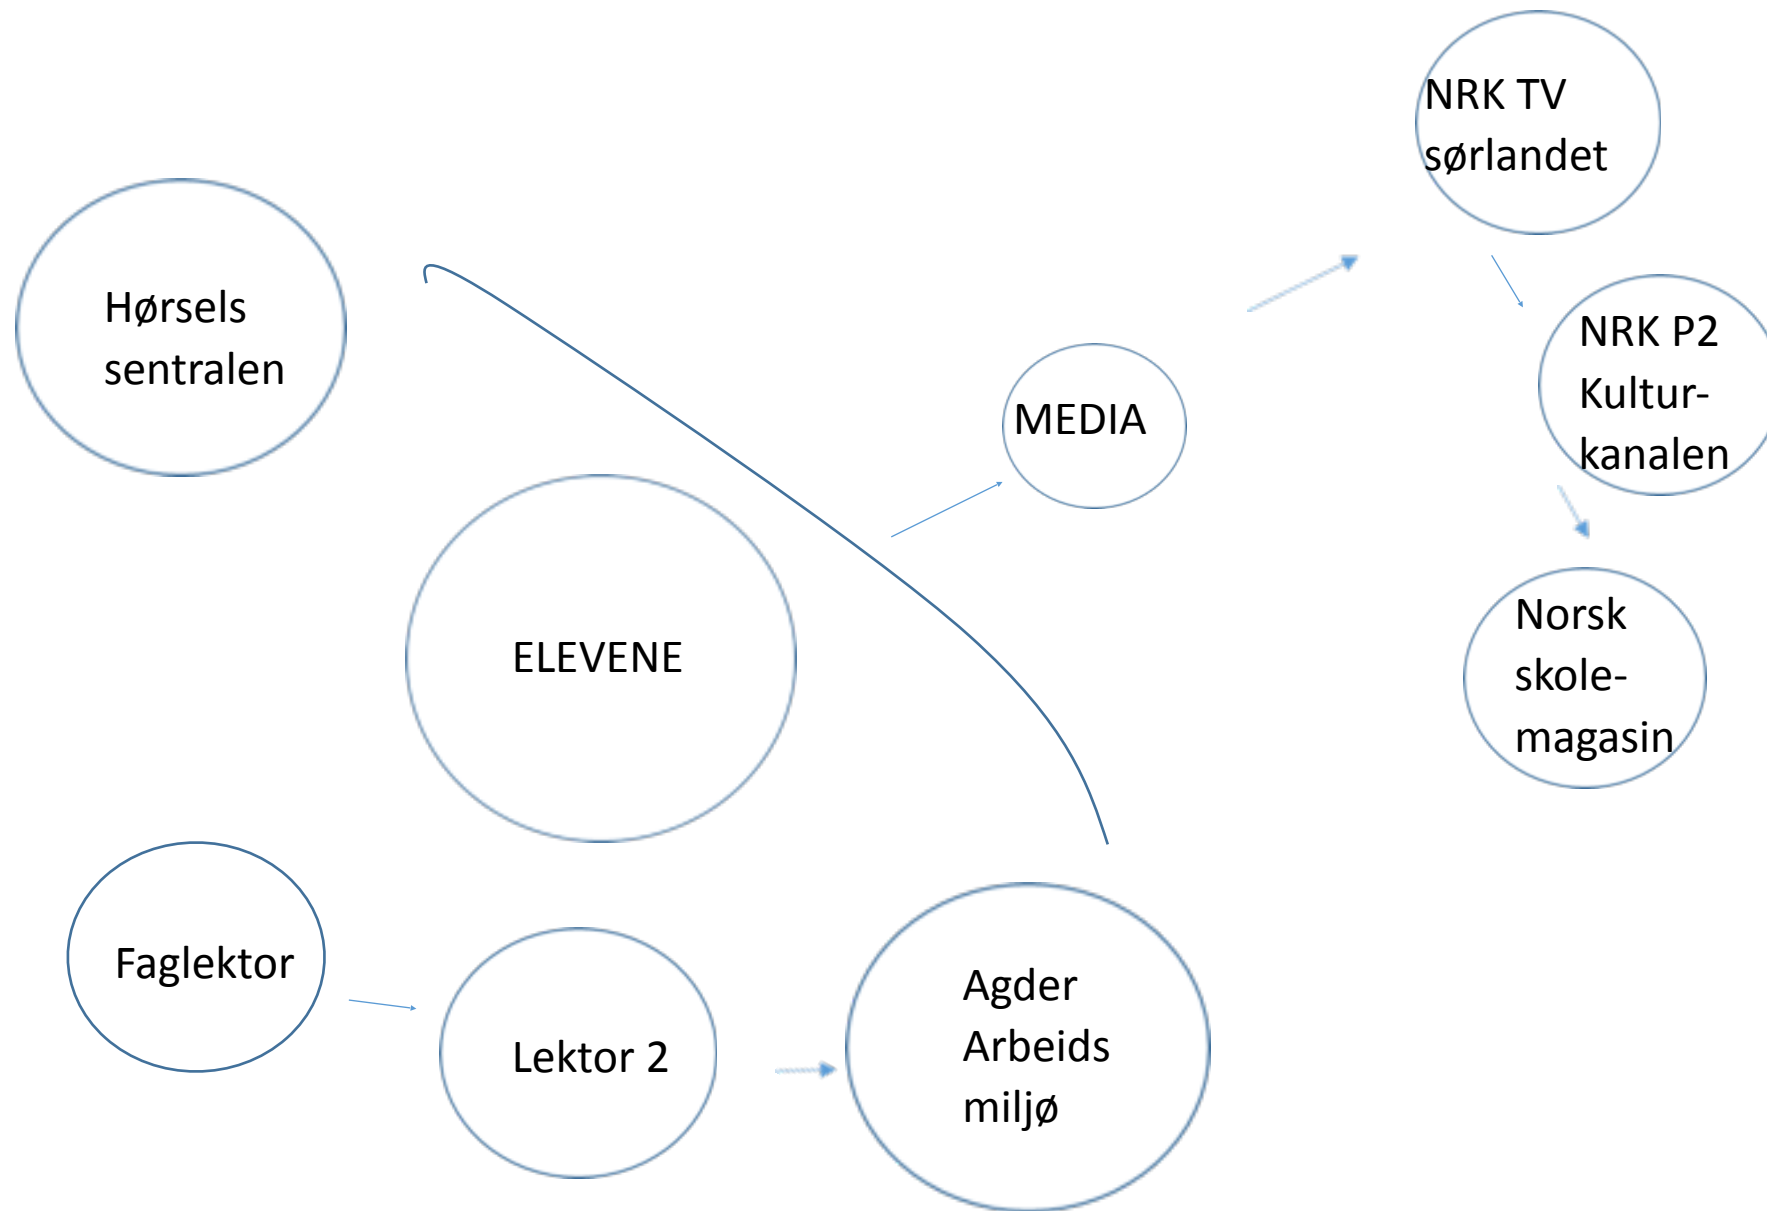 NRK TV
sørlandet
Hørsels
sentralen
NRK P2
Kultur-
kanalen
MEDIA
ELEVENE
Norsk
skole-
magasin
Faglektor
Lektor 2
Agder
Arbeids
miljø